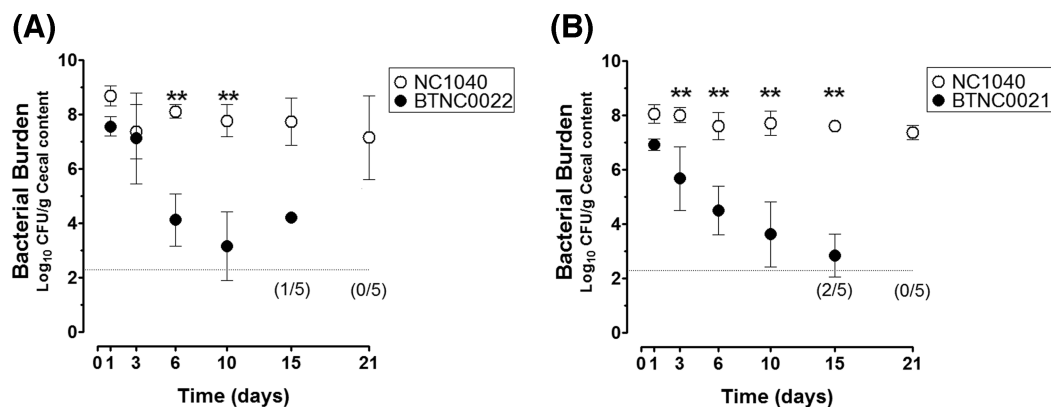 (A)
Bacterial Burden
Log10 CFU/g Cecal content
10
8
6
4
2
0
** **
NC1040
BTNC0022
(1/5) (0/5)
0 1 3 6 10 15 21
Time (days)
(B)
Bacterial Burden
Log10 CFU/g Cecal content
10
8
6
4
2
0
** ** ** **
NC1040
BTNC0021
(2/5) (0/5)
0 1 3 6 10 15 21
Time (days)